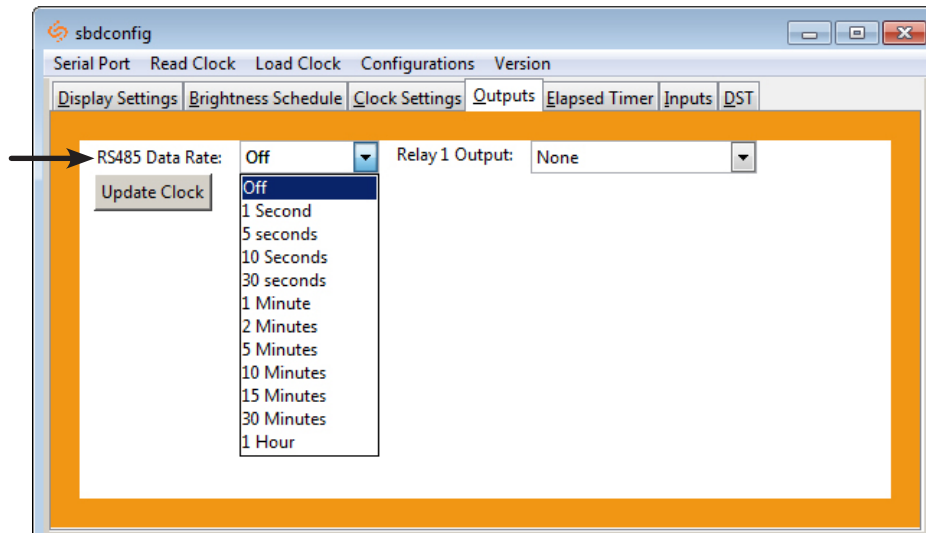 sbdconfig
Serial Port Read Clock Load Clock Configurations Version
Display Settings Brightness Schedule Clock Settings Outputs Elapsed Timer Inputs DST
RS485 Data Rate: Off Relay 1 Output: None
Update Clock
Off
1 Second
5 seconds
10 Seconds
30 seconds
1 Minute
2 Minutes
5 Minutes
10 Minutes
15 Minutes
30 Minutes
1 Hour